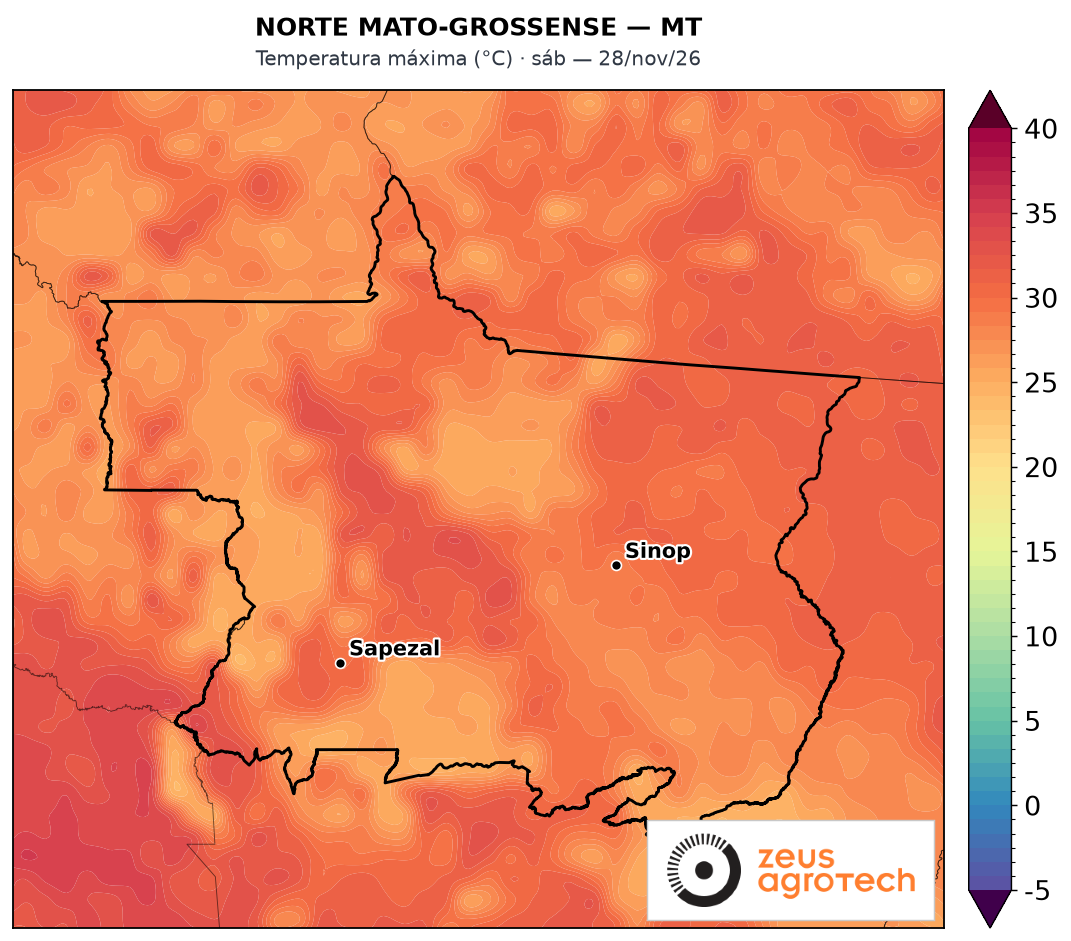 NORTE MATO-GROSSENSE — MT
Temperatura máxima (°C) · sáb — 28/nov/26
40
35
30
25
20
15
10
5
0
-5
Sinop
Sapezal
zeus
agrotech